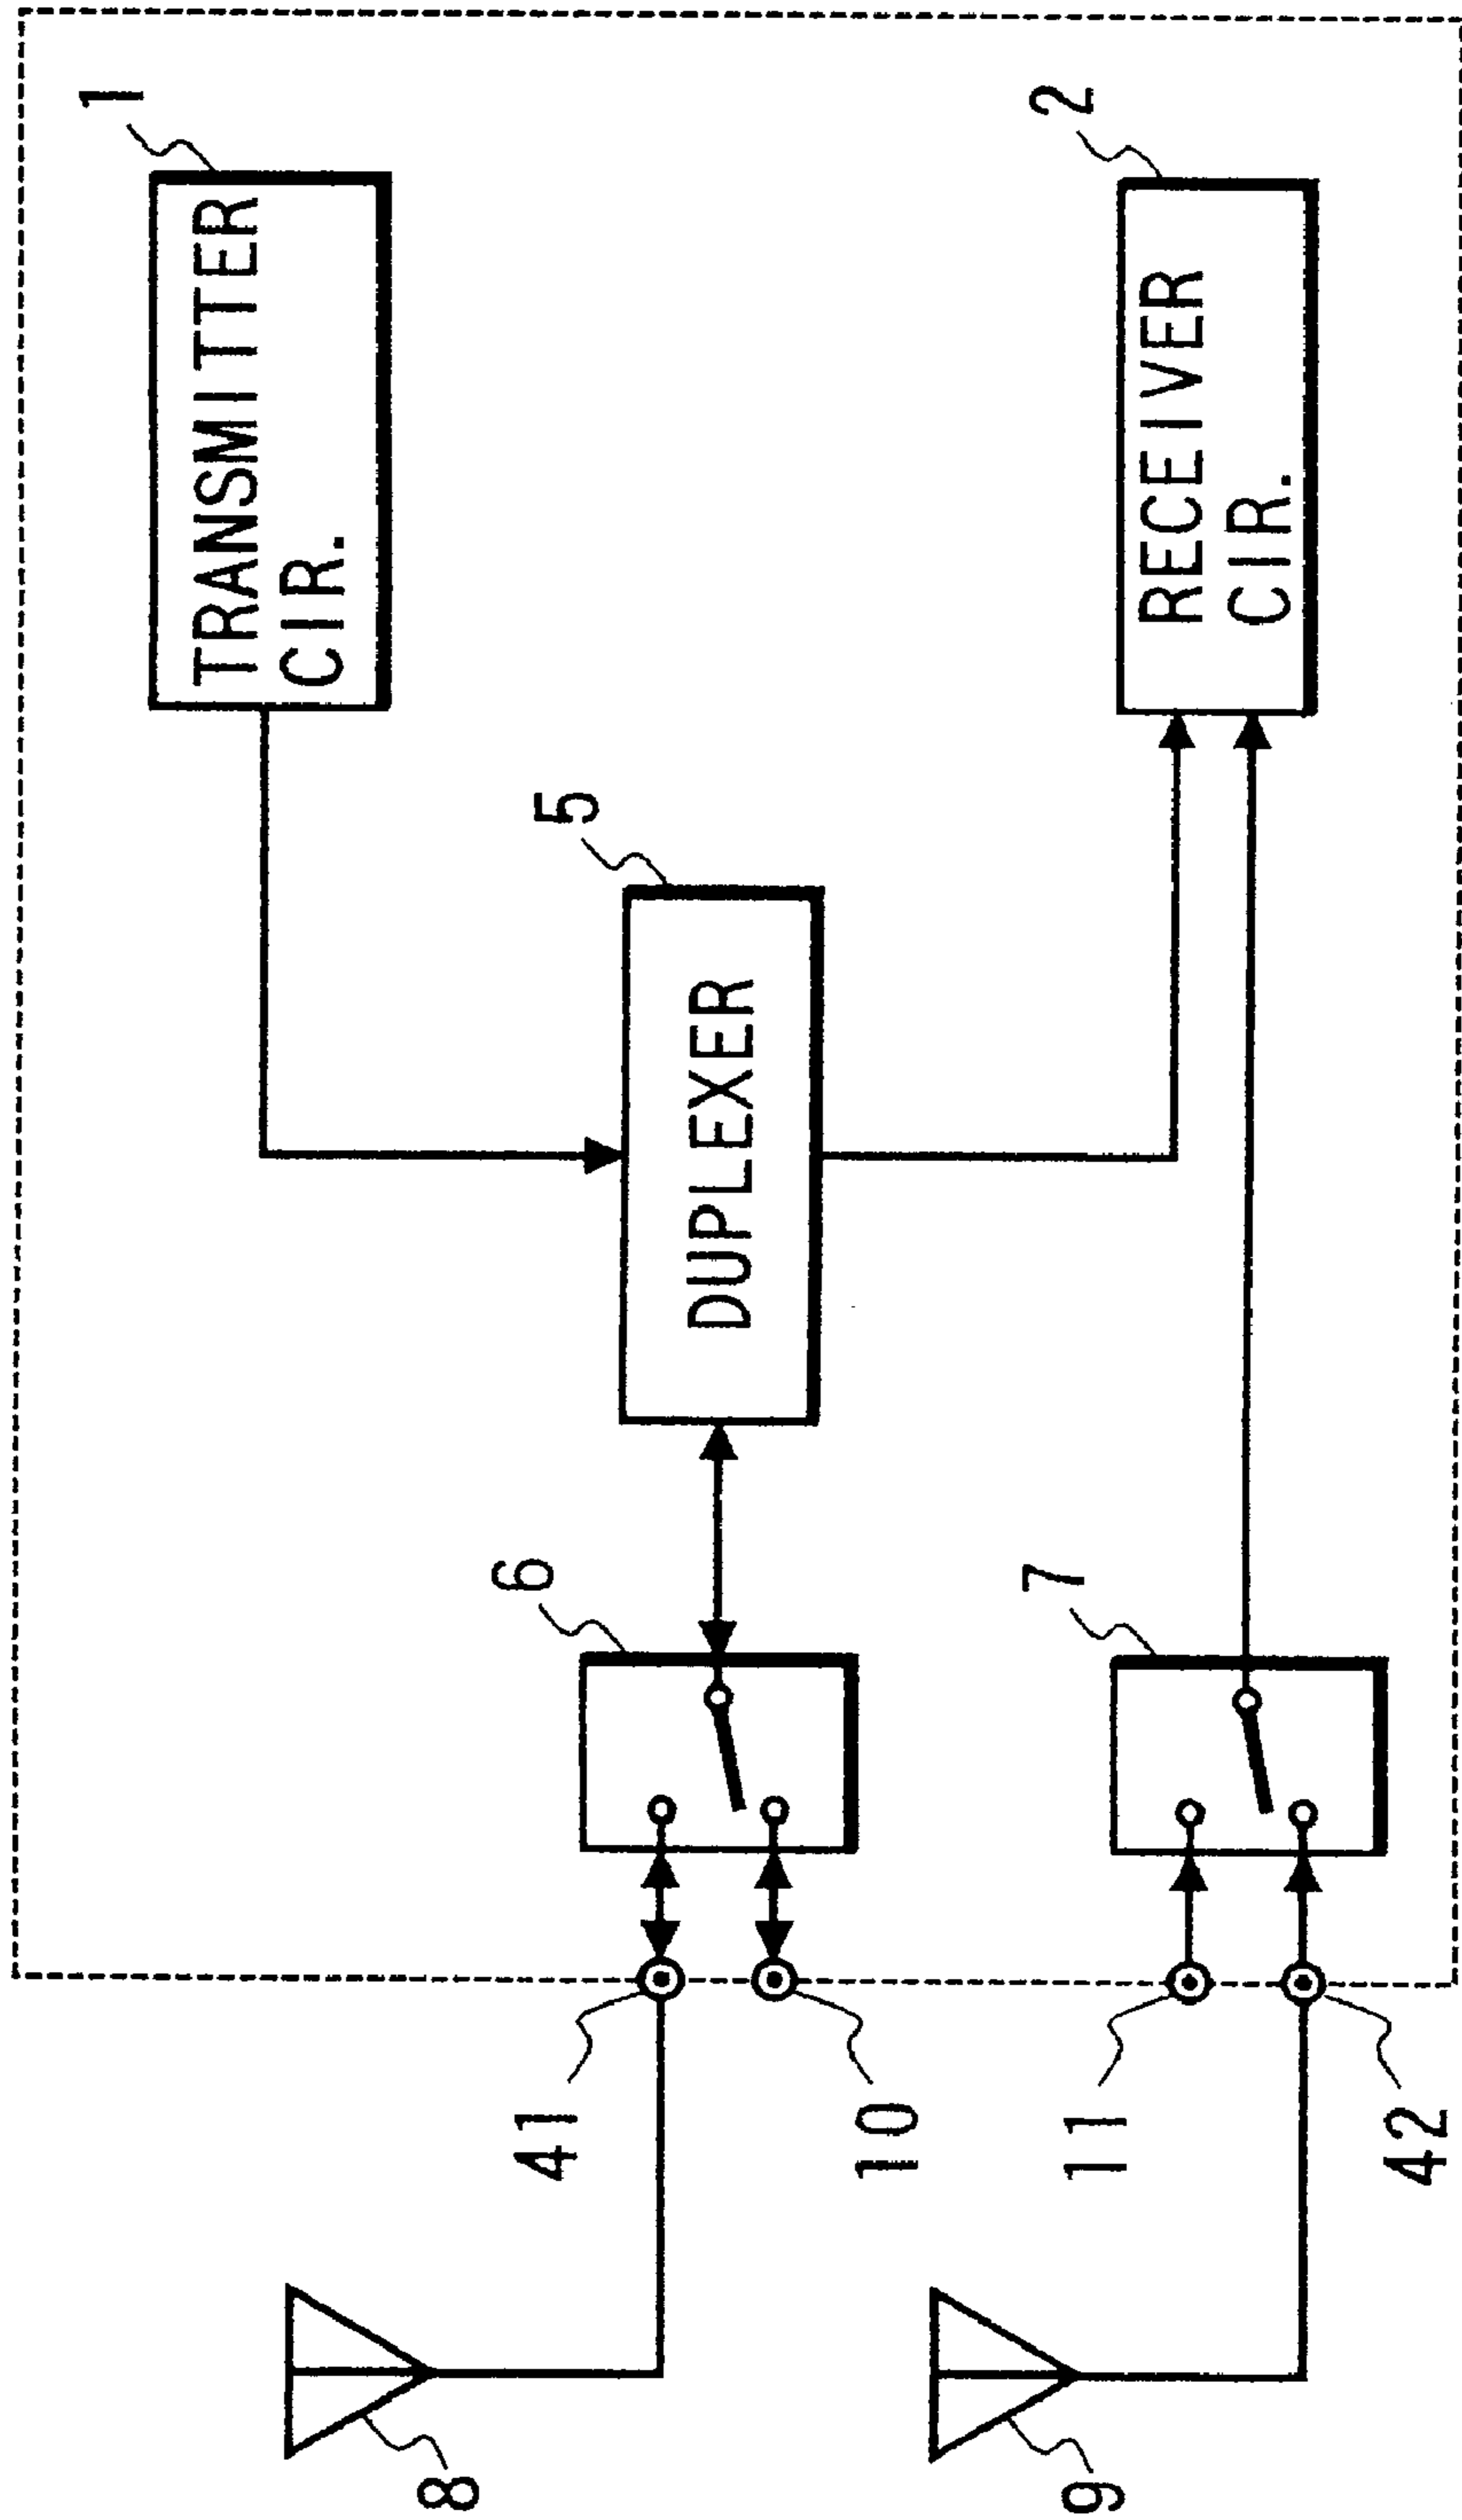 1
TRANSMITTER
CIR.
5
DUPLEXER
2
RECEIVER
CIR.
6
7
41
10
11
42
8
9